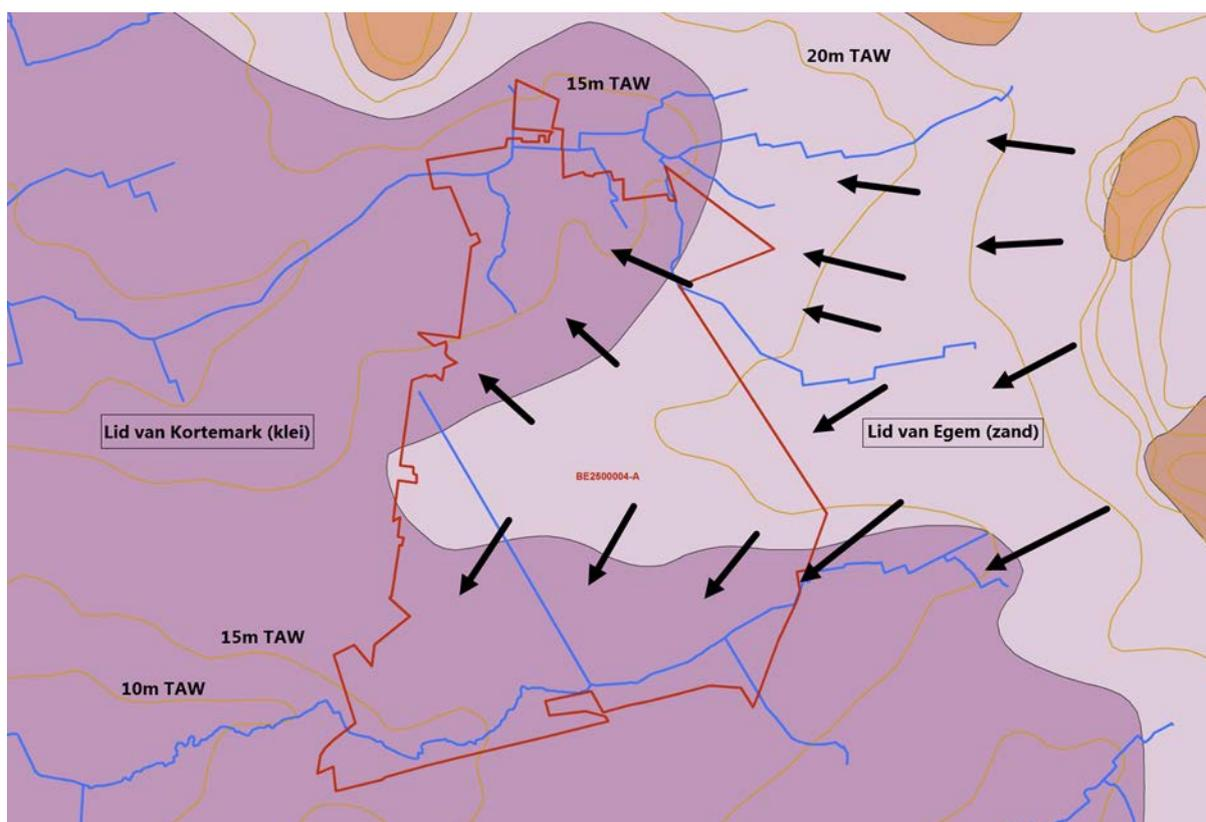 20m TAW
15m TAW
Lid van Kortemark (klei)
Lid van Egem (zand)
BE2500004-A
15m TAW
10m TAW